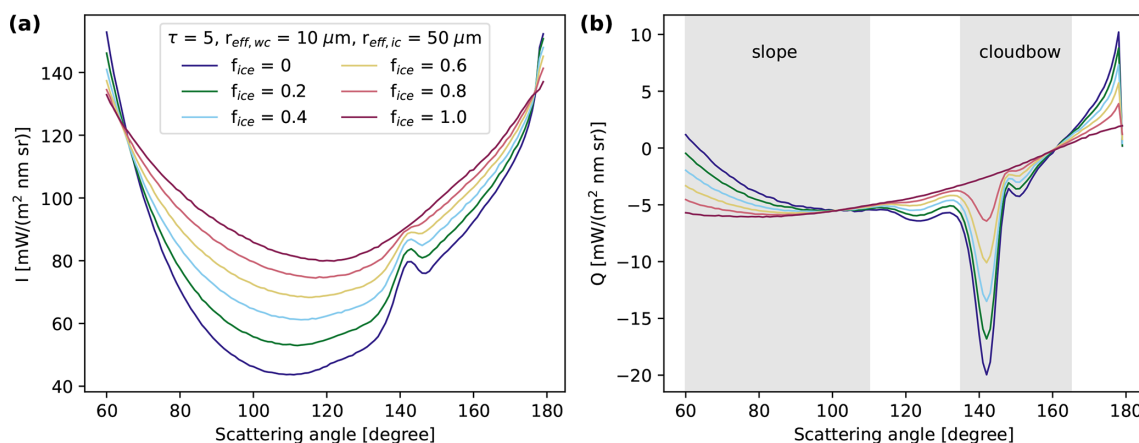 (a)
τ = 5, r_eff,wc = 10 μm, r_eff,ic = 50 μm
f_ice = 0
f_ice = 0.2
f_ice = 0.4
f_ice = 0.6
f_ice = 0.8
f_ice = 1.0
I [mW/(m² nm sr)]
140
120
100
80
60
40
60 80 100 120 140 160 180
Scattering angle [degree]
(b)
slope
cloudbow
Q [mW/(m² nm sr)]
10
5
0
−5
−10
−15
−20
60 80 100 120 140 160 180
Scattering angle [degree]